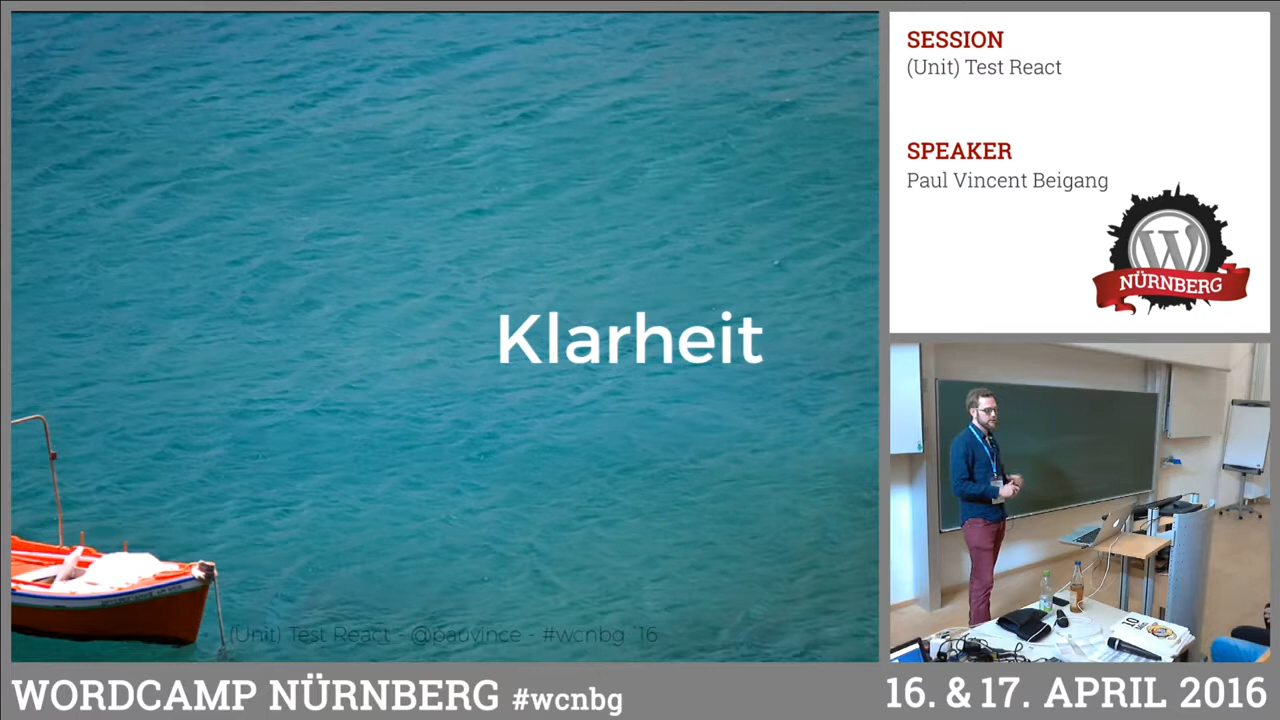 Klarheit
(Unit) Test React - @pauvince - #wcnbg `16
SESSION
(Unit) Test React
SPEAKER
Paul Vincent Beigang
NÜRNBERG
WORDCAMP NÜRNBERG #wcnbg
16. & 17. APRIL 2016